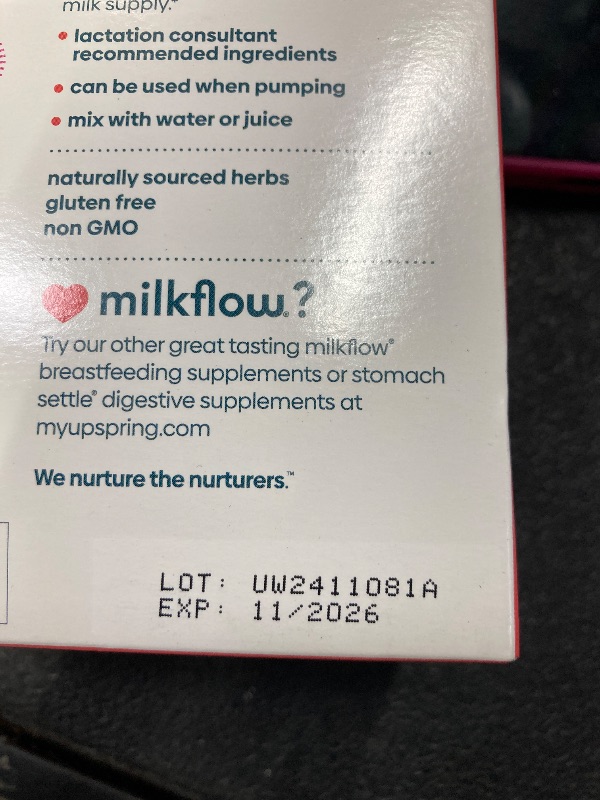 milk supply.*
• lactation consultant
recommended ingredients
• can be used when pumping
• mix with water or juice
naturally sourced herbs
gluten free
non GMO
milkflow®?
Try our other great tasting milkflow®
breastfeeding supplements or stomach
settle® digestive supplements at
myupspring.com
We nurture the nurturers.™
LOT: UW2411081A
EXP: 11/2026